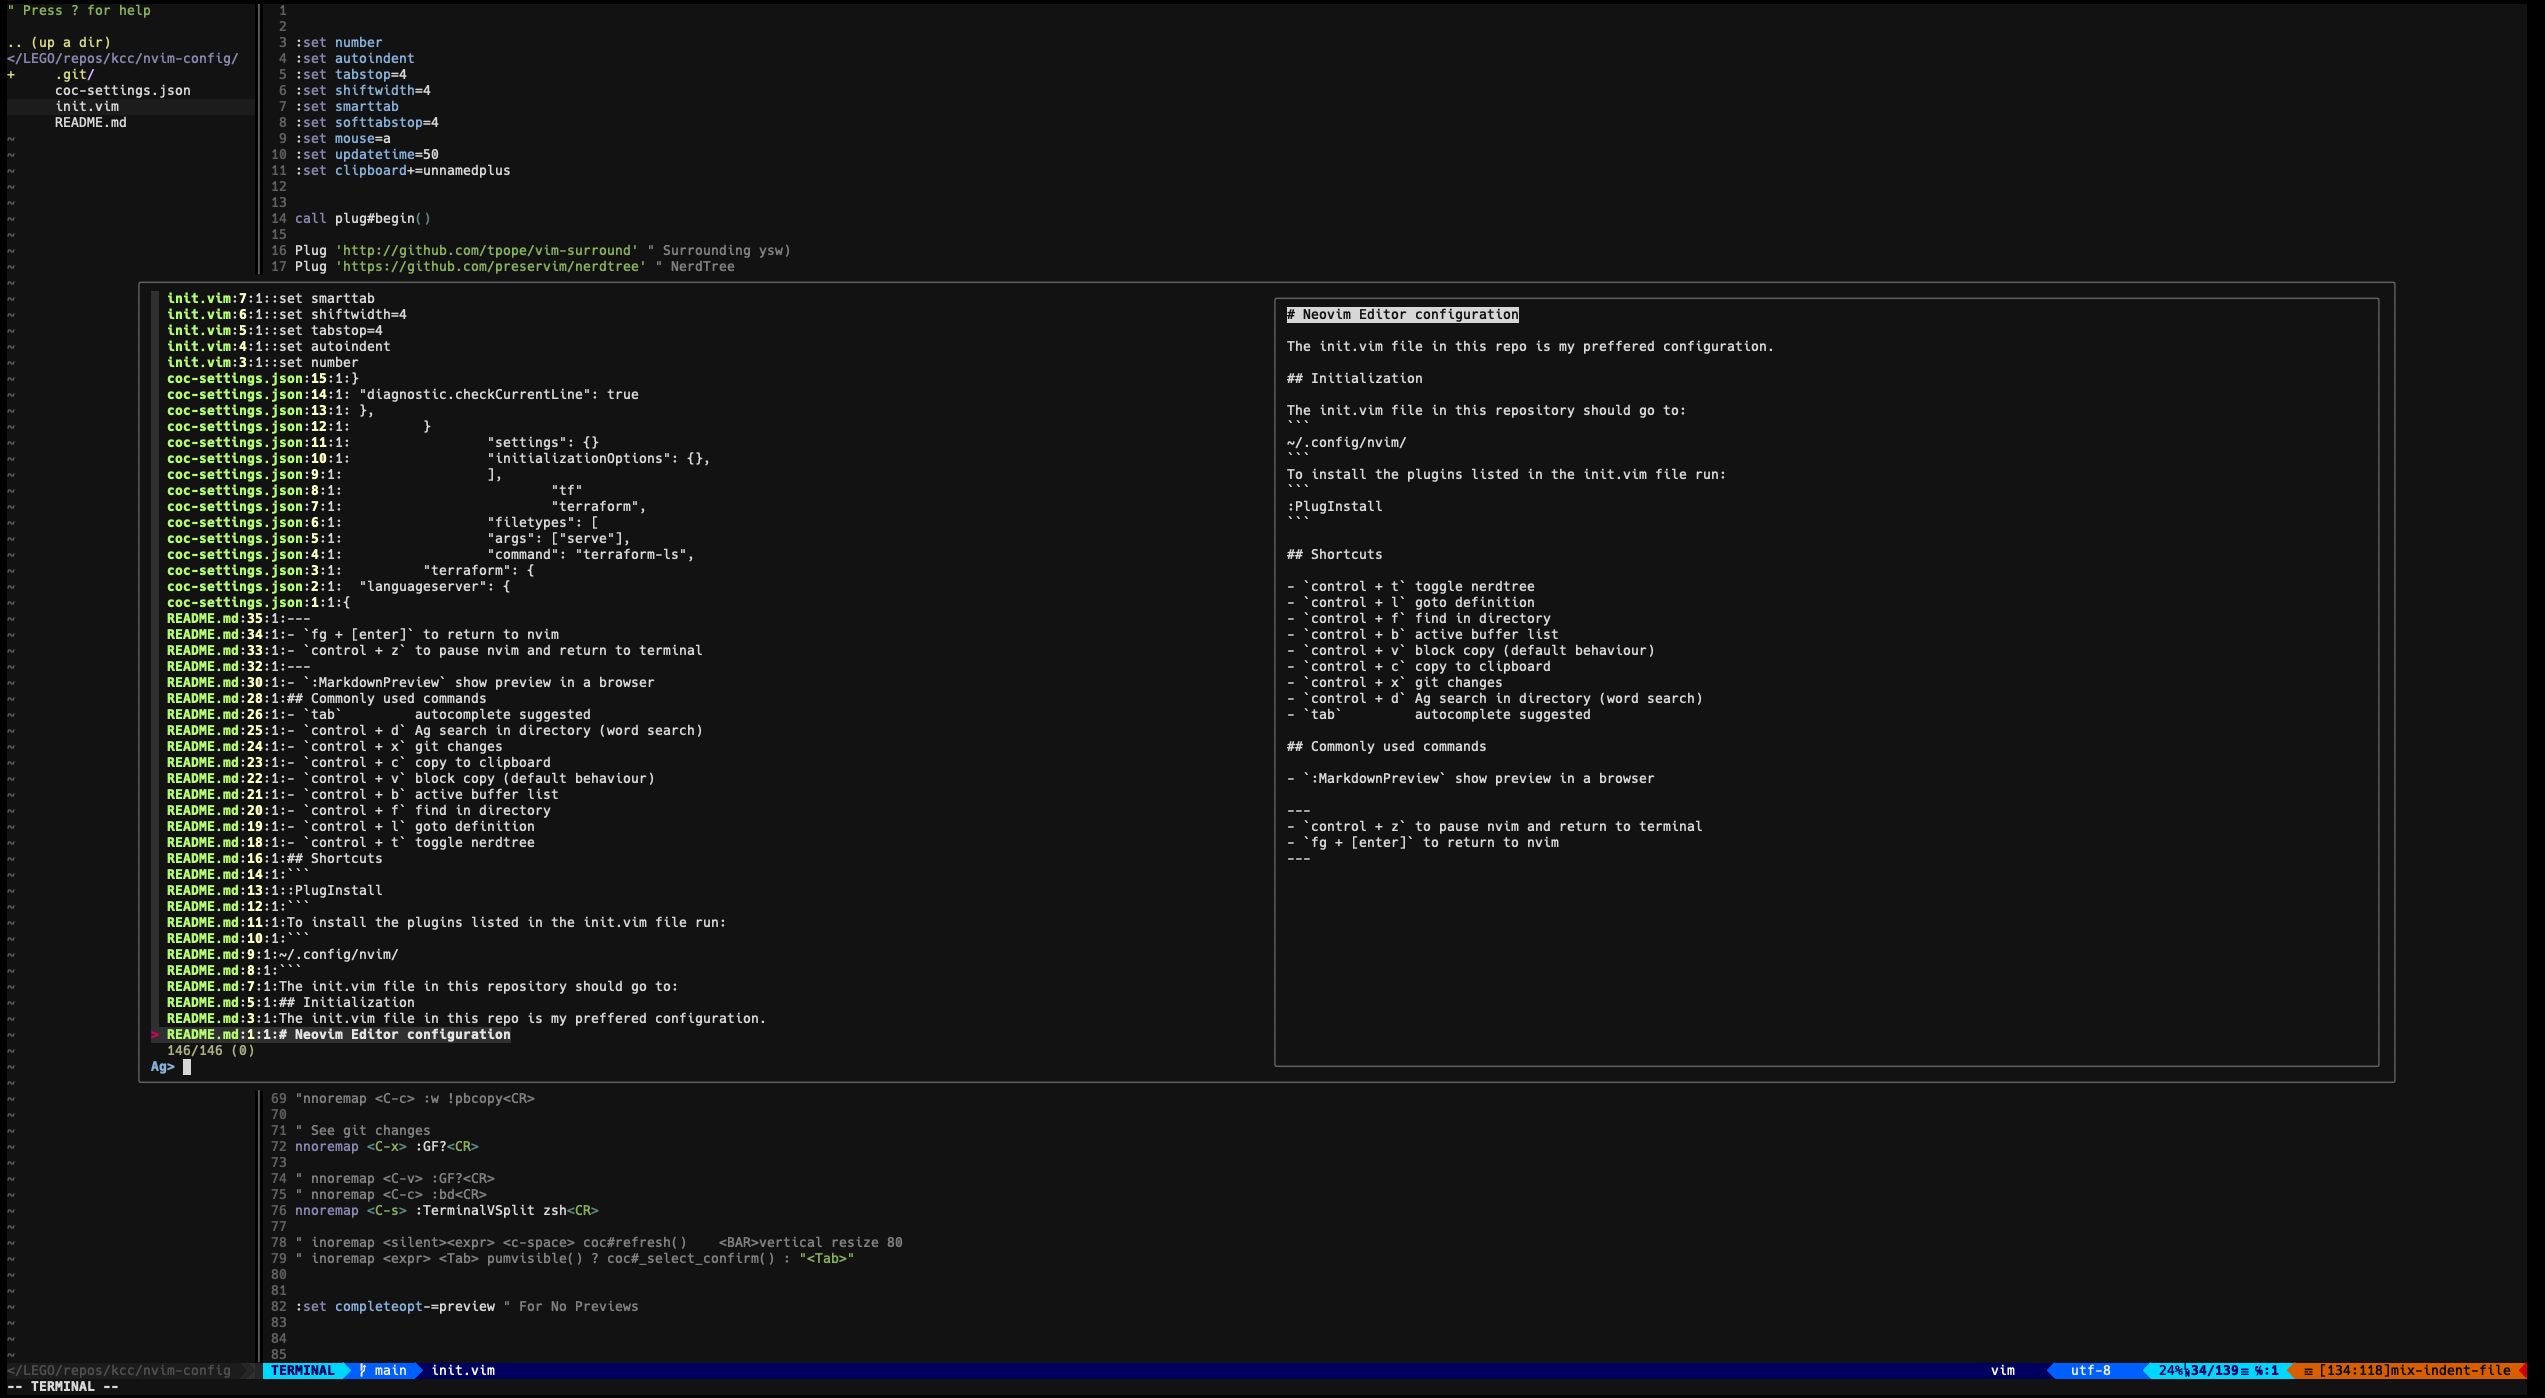 " Press ? for help
.. (up a dir)
</LEGO/repos/kcc/nvim-config/
+     .git/
      coc-settings.json
      init.vim
      README.md
1
2
3 :set number
4 :set autoindent
5 :set tabstop=4
6 :set shiftwidth=4
7 :set smarttab
8 :set softtabstop=4
9 :set mouse=a
10 :set updatetime=50
11 :set clipboard+=unnamedplus
12
13
14 call plug#begin()
15
16 Plug 'http://github.com/tpope/vim-surround' " Surrounding ysw)
17 Plug 'https://github.com/preservim/nerdtree' " NerdTree
init.vim:7:1::set smarttab
init.vim:6:1::set shiftwidth=4
init.vim:5:1::set tabstop=4
init.vim:4:1::set autoindent
init.vim:3:1::set number
coc-settings.json:15:1:}
coc-settings.json:14:1: "diagnostic.checkCurrentLine": true
coc-settings.json:13:1: },
coc-settings.json:12:1:         }
coc-settings.json:11:1:                 "settings": {}
coc-settings.json:10:1:                 "initializationOptions": {},
coc-settings.json:9:1:                  ],
coc-settings.json:8:1:                          "tf"
coc-settings.json:7:1:                          "terraform",
coc-settings.json:6:1:                  "filetypes": [
coc-settings.json:5:1:                  "args": ["serve"],
coc-settings.json:4:1:                  "command": "terraform-ls",
coc-settings.json:3:1:          "terraform": {
coc-settings.json:2:1:  "languageserver": {
coc-settings.json:1:1:{
README.md:35:1:---
README.md:34:1:- `fg + [enter]` to return to nvim
README.md:33:1:- `control + z` to pause nvim and return to terminal
README.md:32:1:---
README.md:30:1:- `:MarkdownPreview` show preview in a browser
README.md:28:1:## Commonly used commands
README.md:26:1:- `tab`         autocomplete suggested
README.md:25:1:- `control + d` Ag search in directory (word search)
README.md:24:1:- `control + x` git changes
README.md:23:1:- `control + c` copy to clipboard
README.md:22:1:- `control + v` block copy (default behaviour)
README.md:21:1:- `control + b` active buffer list
README.md:20:1:- `control + f` find in directory
README.md:19:1:- `control + l` goto definition
README.md:18:1:- `control + t` toggle nerdtree
README.md:16:1:## Shortcuts
README.md:14:1:```
README.md:13:1::PlugInstall
README.md:12:1:```
README.md:11:1:To install the plugins listed in the init.vim file run:
README.md:10:1:```
README.md:9:1:~/.config/nvim/
README.md:8:1:```
README.md:7:1:The init.vim file in this repository should go to:
README.md:5:1:## Initialization
README.md:3:1:The init.vim file in this repo is my preffered configuration.
> README.md:1:1:# Neovim Editor configuration
146/146 (0)
Ag>
# Neovim Editor configuration
The init.vim file in this repo is my preffered configuration.
## Initialization
The init.vim file in this repository should go to:
```
~/.config/nvim/
```
To install the plugins listed in the init.vim file run:
```
:PlugInstall
```
## Shortcuts
- `control + t` toggle nerdtree
- `control + l` goto definition
- `control + f` find in directory
- `control + b` active buffer list
- `control + v` block copy (default behaviour)
- `control + c` copy to clipboard
- `control + x` git changes
- `control + d` Ag search in directory (word search)
- `tab`         autocomplete suggested
## Commonly used commands
- `:MarkdownPreview` show preview in a browser
---
- `control + z` to pause nvim and return to terminal
- `fg + [enter]` to return to nvim
---
69 "nnoremap <C-c> :w !pbcopy<CR>
70
71 " See git changes
72 nnoremap <C-x> :GF?<CR>
73
74 " nnoremap <C-v> :GF?<CR>
75 " nnoremap <C-c> :bd<CR>
76 nnoremap <C-s> :TerminalVSplit zsh<CR>
77
78 " inoremap <silent><expr> <c-space> coc#refresh()    <BAR>vertical resize 80
79 " inoremap <expr> <Tab> pumvisible() ? coc#_select_confirm() : "<Tab>"
80
81
82 :set completeopt-=preview " For No Previews
83
84
85
</LEGO/repos/kcc/nvim-config  TERMINAL  main  init.vim  vim  utf-8  24% 34/139 ≡ ℅:1  ≡ [134:118]mix-indent-file
-- TERMINAL --